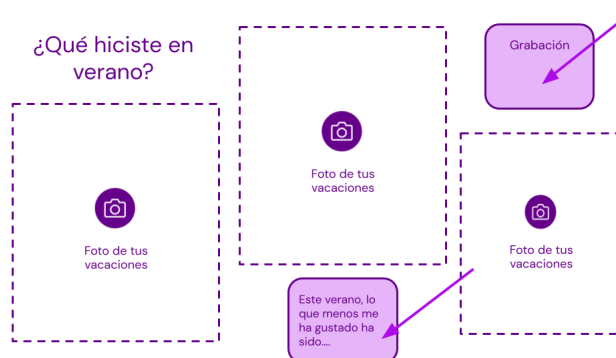 ¿Qué hiciste en
verano?
Foto de tus
vacaciones
Foto de tus
vacaciones
Este verano, lo
que menos me
ha gustado ha
sido....
Grabación
Foto de tus
vacaciones